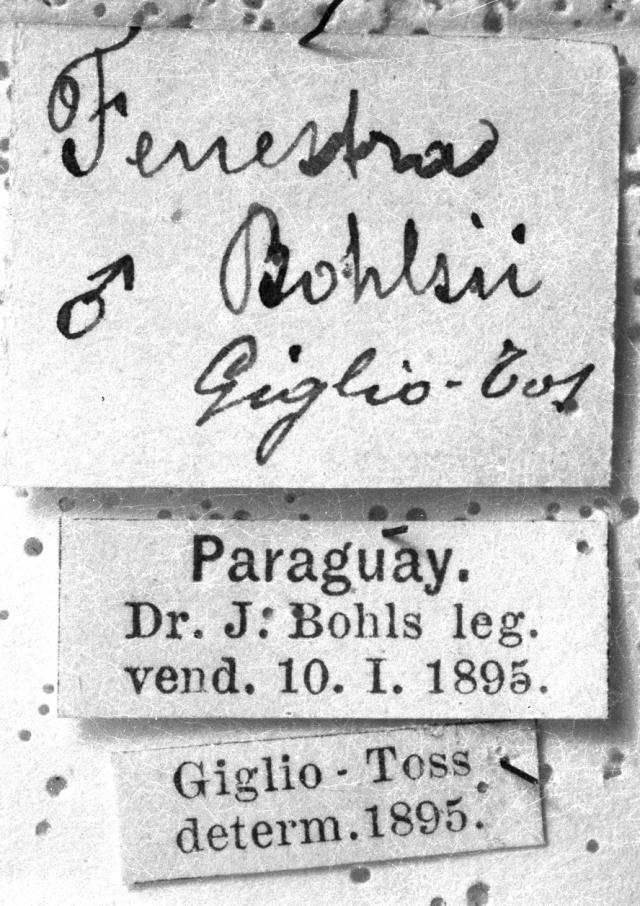 Fenestra
♂ Bohlsii
Giglio-Tos
Paraguay.
Dr. J. Bohls leg.
vend. 10. I. 1895.
Giglio - Toss
determ. 1895.